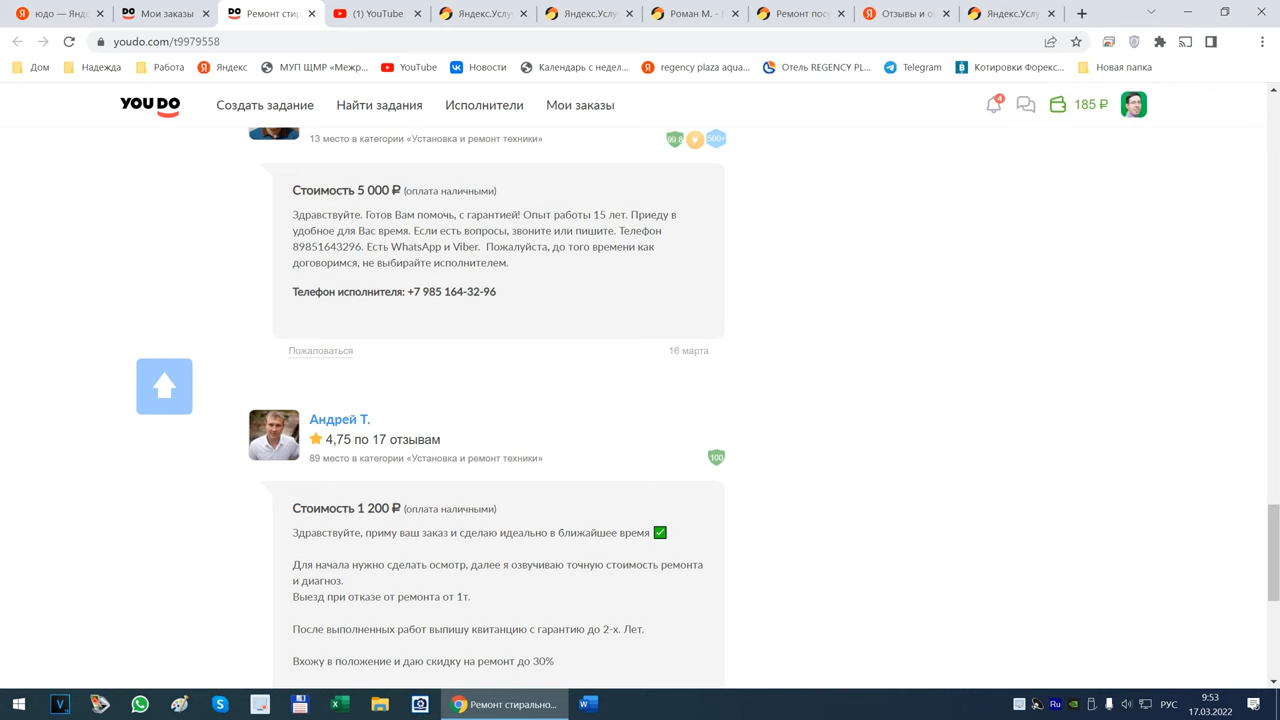 юдо — Янд
Мои заказы
Ремонт сти
(1) YouTube
Яндекс.Услу
Яндекс.Услу
Роман М. -
Ремонт посу
Отзывы о «
Яндекс.Услу
youdo.com/t9979558
Дом
Надежда
Работа
Яндекс
МУП ЩМР «Межр...
YouTube
Новости
Календарь с недел...
regency plaza aqua...
Отель REGENCY PL...
Telegram
Котировки Форекс...
Новая папка
YOU DO
Создать задание
Найти задания
Исполнители
Мои заказы
4
185 ₽
13 место в категории «Установка и ремонт техники»
99.8
500+
Стоимость 5 000 ₽ (оплата наличными)
Здравствуйте. Готов Вам помочь, с гарантией! Опыт работы 15 лет. Приеду в
удобное для Вас время. Если есть вопросы, звоните или пишите. Телефон
89851643296. Есть WhatsApp и Viber. Пожалуйста, до того времени как
договоримся, не выбирайте исполнителем.
Телефон исполнителя: +7 985 164-32-96
Пожаловаться
16 марта
Андрей Т.
4,75 по 17 отзывам
89 место в категории «Установка и ремонт техники»
100
Стоимость 1 200 ₽ (оплата наличными)
Здравствуйте, приму ваш заказ и сделаю идеально в ближайшее время ✅
Для начала нужно сделать осмотр, далее я озвучиваю точную стоимость ремонта
и диагноз.
Выезд при отказе от ремонта от 1т.
После выполненных работ выпишу квитанцию с гарантию до 2-х. Лет.
Вхожу в положение и даю скидку на ремонт до 30%
Ремонт стирально...
Ru
РУС
9:53
17.03.2022